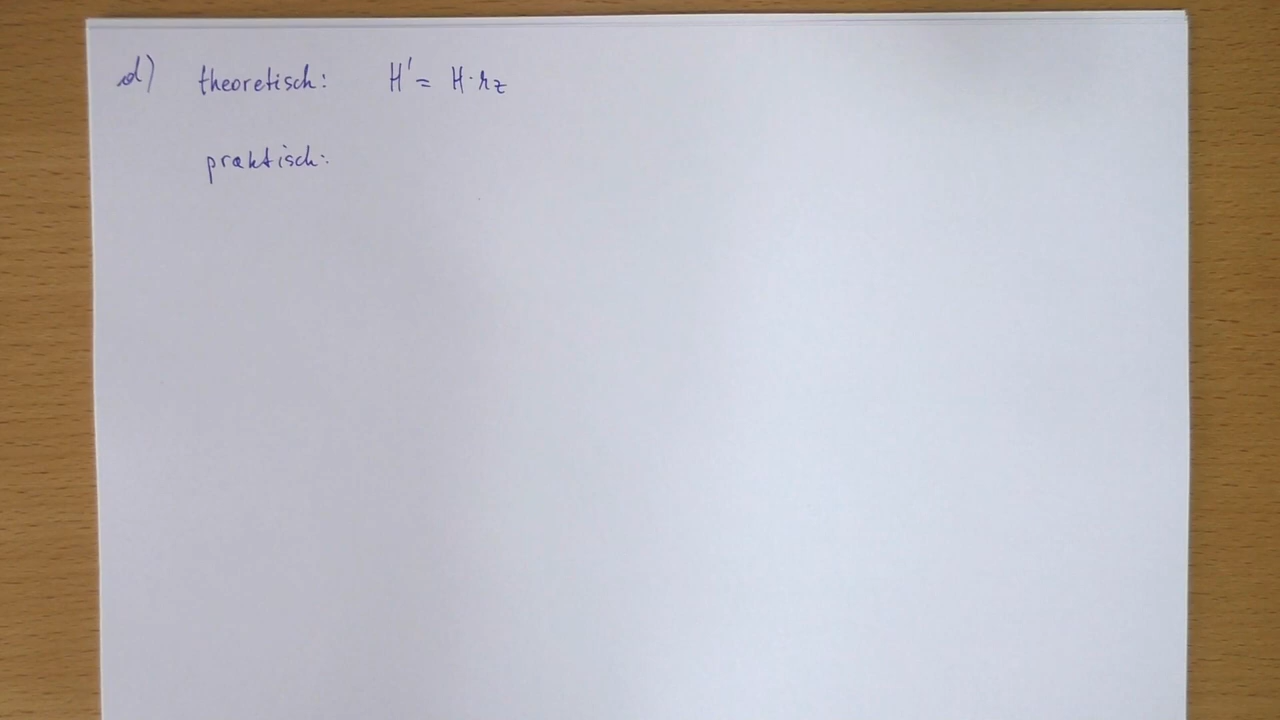 d) theoretisch: H' = H · rz
praktisch: